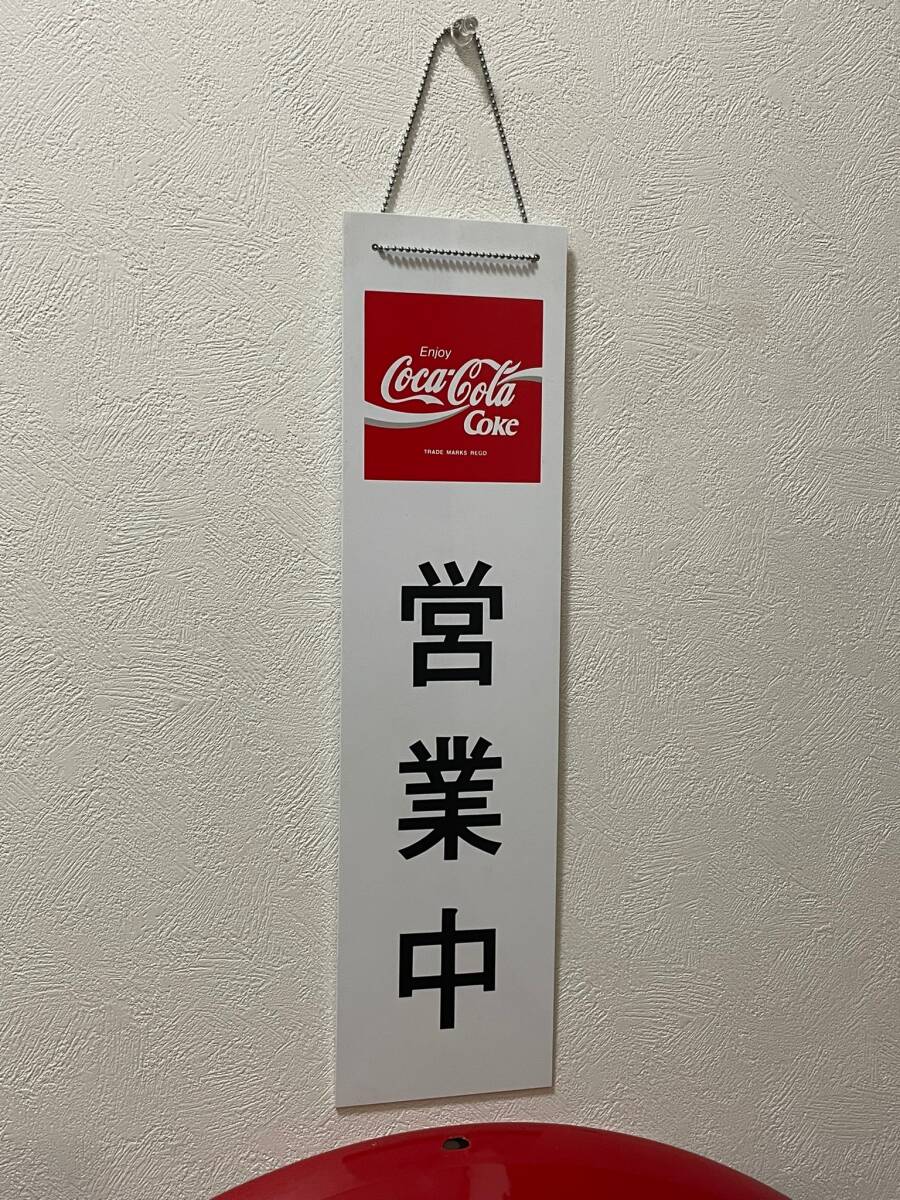 Enjoy
Coca-Cola
Coke
TRADE MARKS REGD
営業中